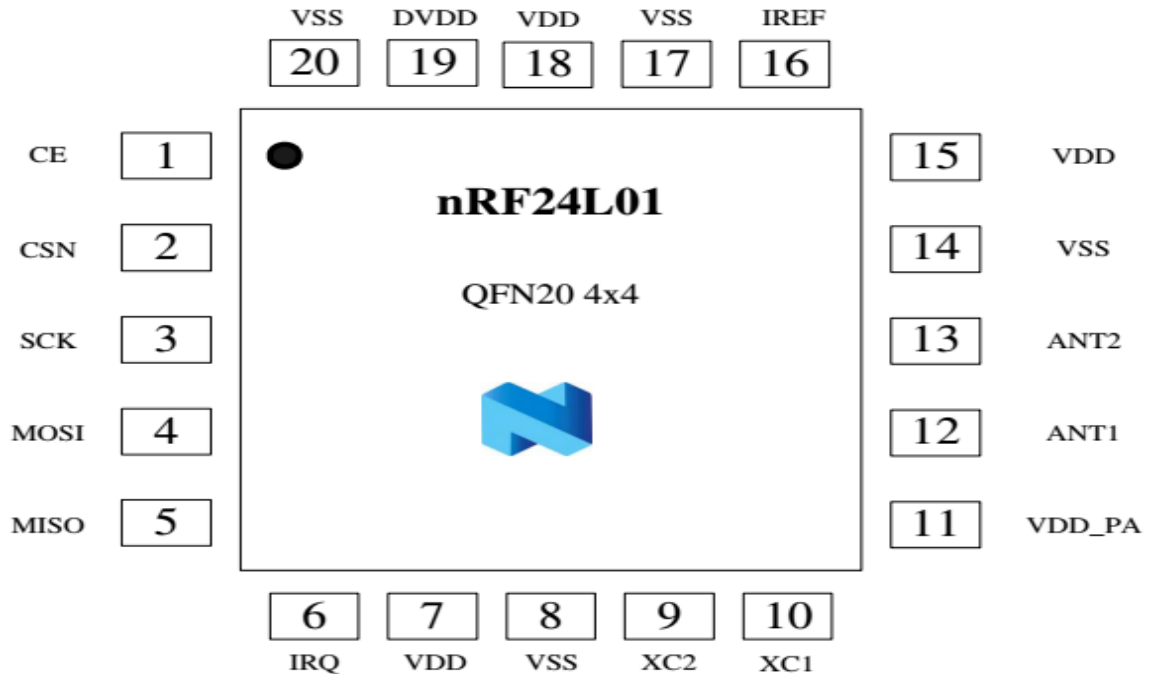 VSS DVDD VDD VSS IREF
20 19 18 17 16
CE 1 15 VDD
nRF24L01
CSN 2 14 VSS
QFN20 4x4
SCK 3 13 ANT2
MOSI 4 12 ANT1
MISO 5 11 VDD_PA
6 7 8 9 10
IRQ VDD VSS XC2 XC1